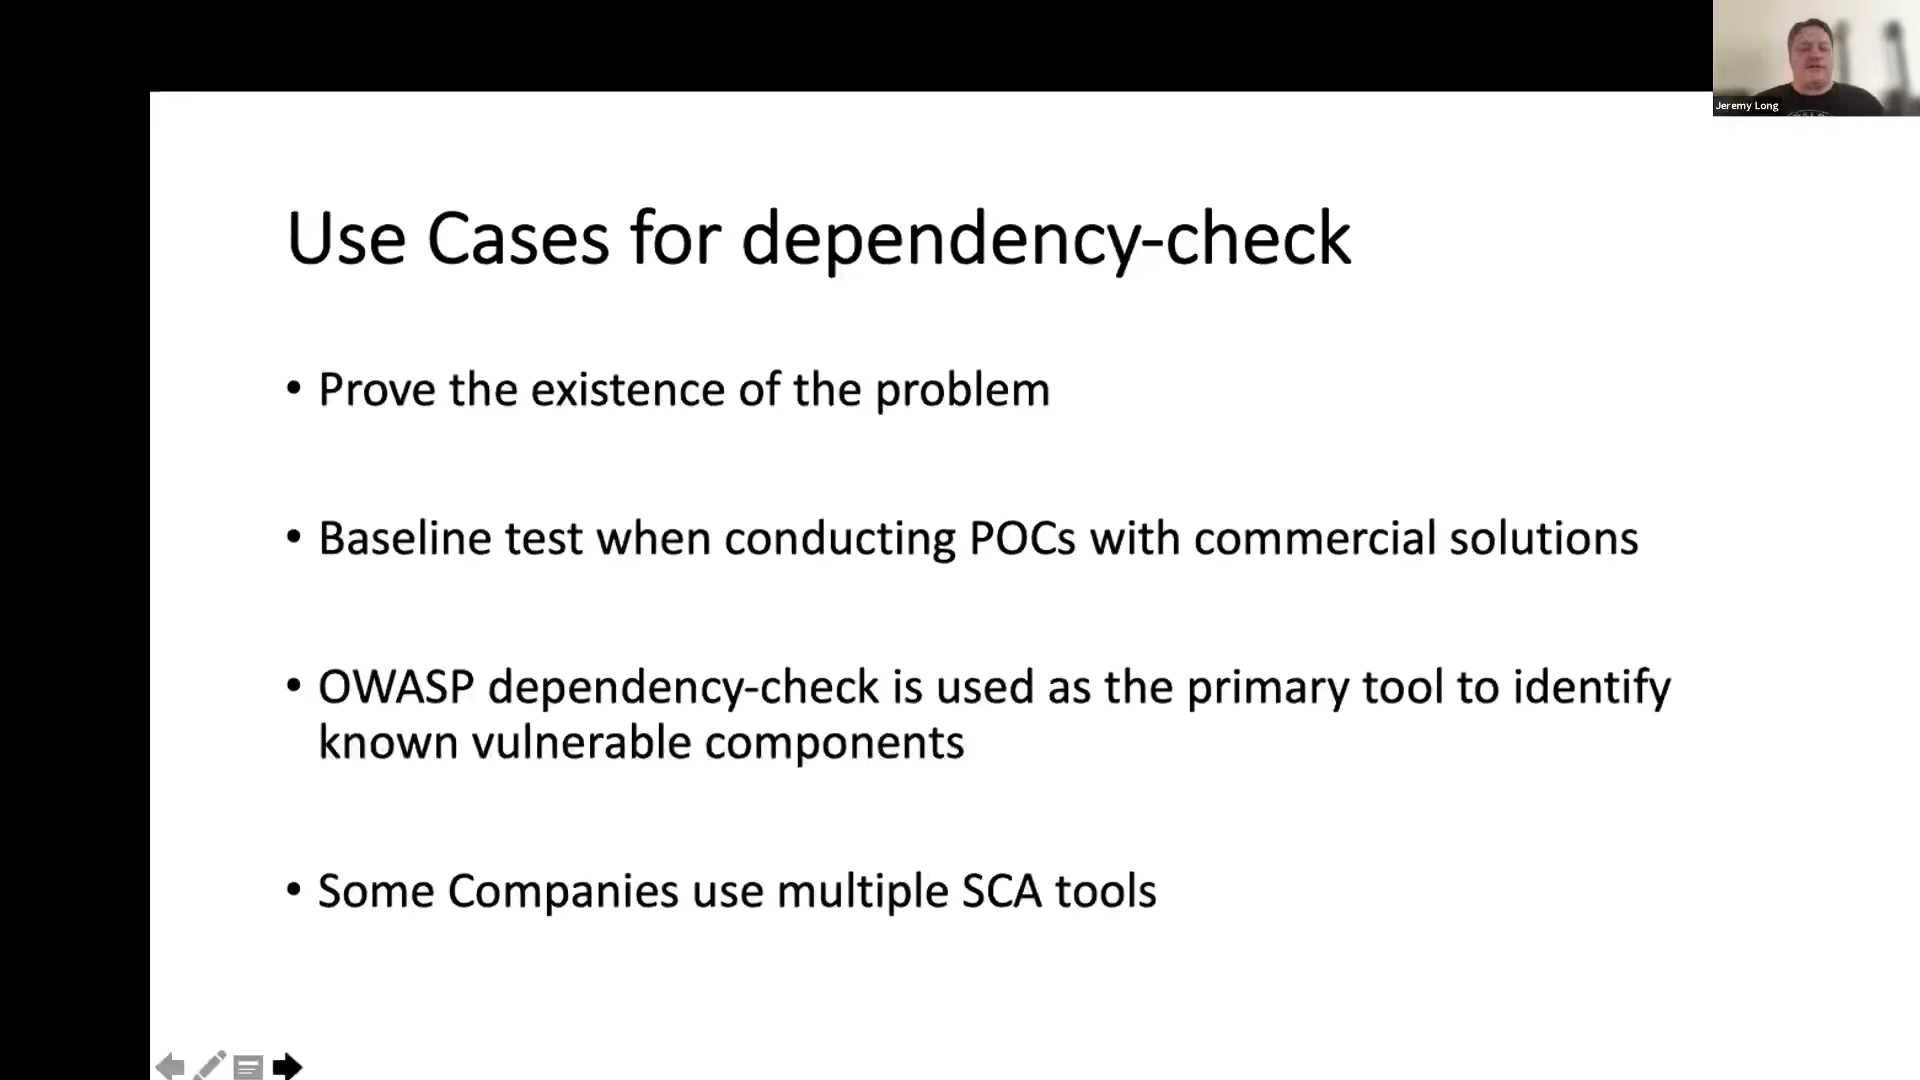 Jeremy Long
Use Cases for dependency-check
• Prove the existence of the problem
• Baseline test when conducting POCs with commercial solutions
• OWASP dependency-check is used as the primary tool to identify
known vulnerable components
• Some Companies use multiple SCA tools